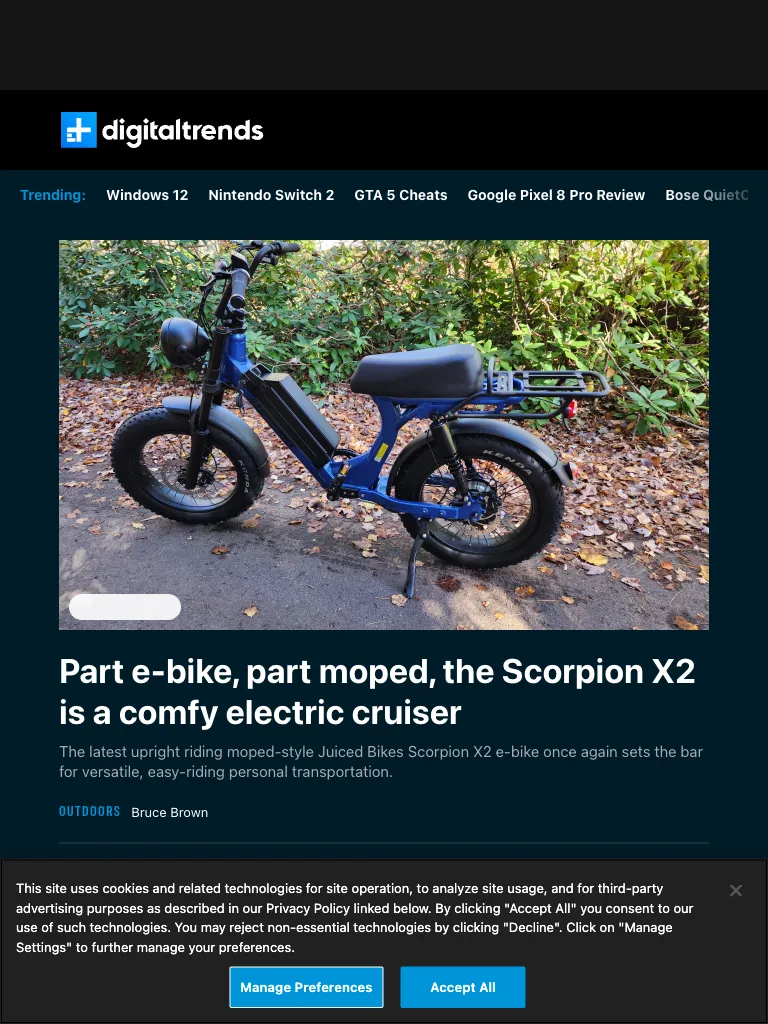 digitaltrends
Trending: Windows 12 Nintendo Switch 2 GTA 5 Cheats Google Pixel 8 Pro Review Bose QuietC
KENDA
KENDA
Part e-bike, part moped, the Scorpion X2
is a comfy electric cruiser
The latest upright riding moped-style Juiced Bikes Scorpion X2 e-bike once again sets the bar
for versatile, easy-riding personal transportation.
OUTDOORS Bruce Brown
This site uses cookies and related technologies for site operation, to analyze site usage, and for third-party
advertising purposes as described in our Privacy Policy linked below. By clicking "Accept All" you consent to our
use of such technologies. You may reject non-essential technologies by clicking "Decline". Click on "Manage
Settings" to further manage your preferences.
Manage Preferences Accept All